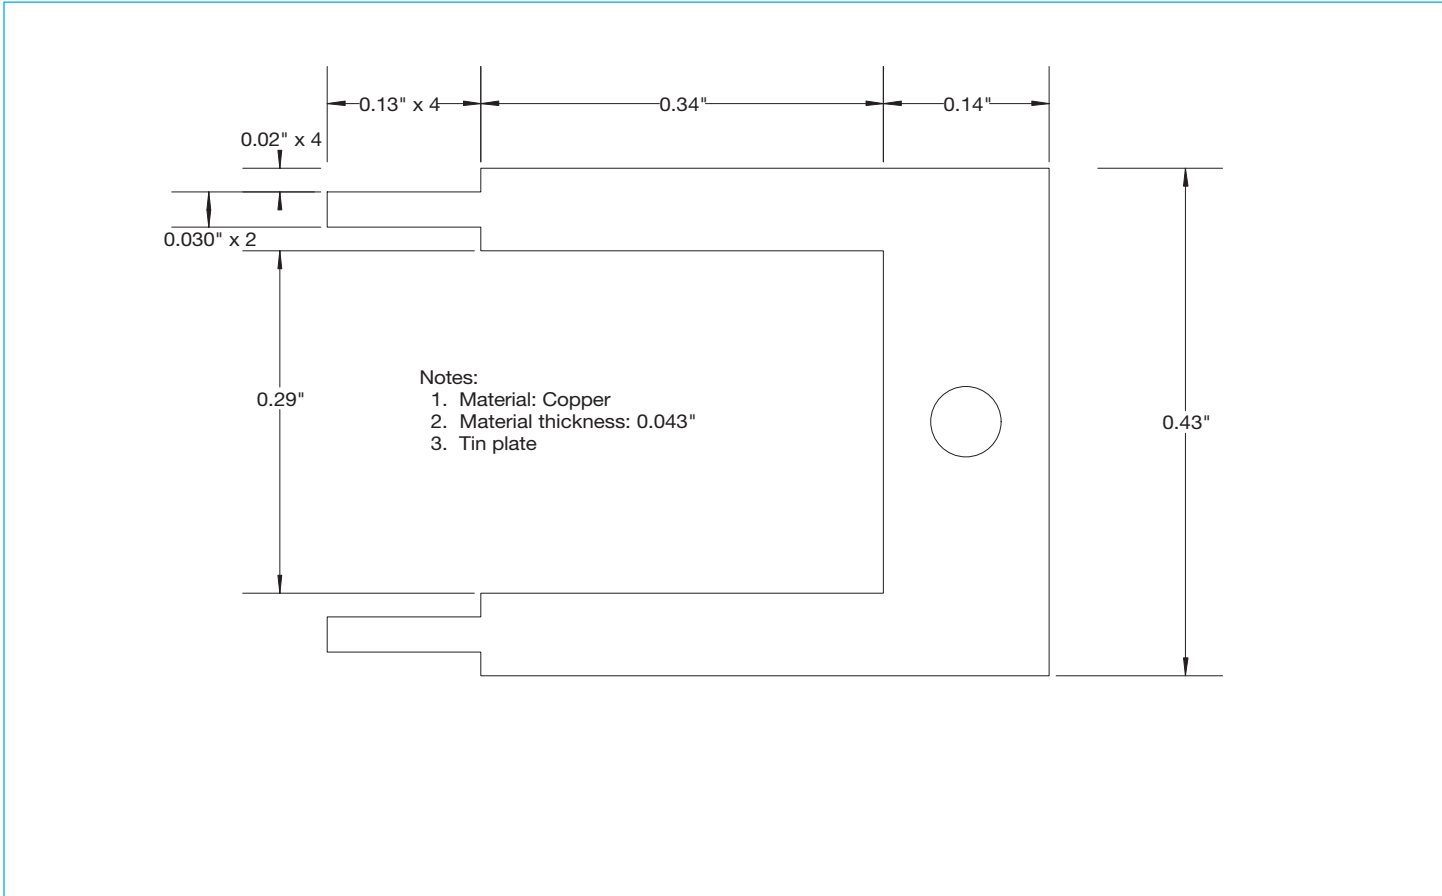 0.13" x 4
0.34"
0.14"
0.02" x 4
0.030" x 2
0.29"
Notes:
1. Material: Copper
2. Material thickness: 0.043"
3. Tin plate
0.43"